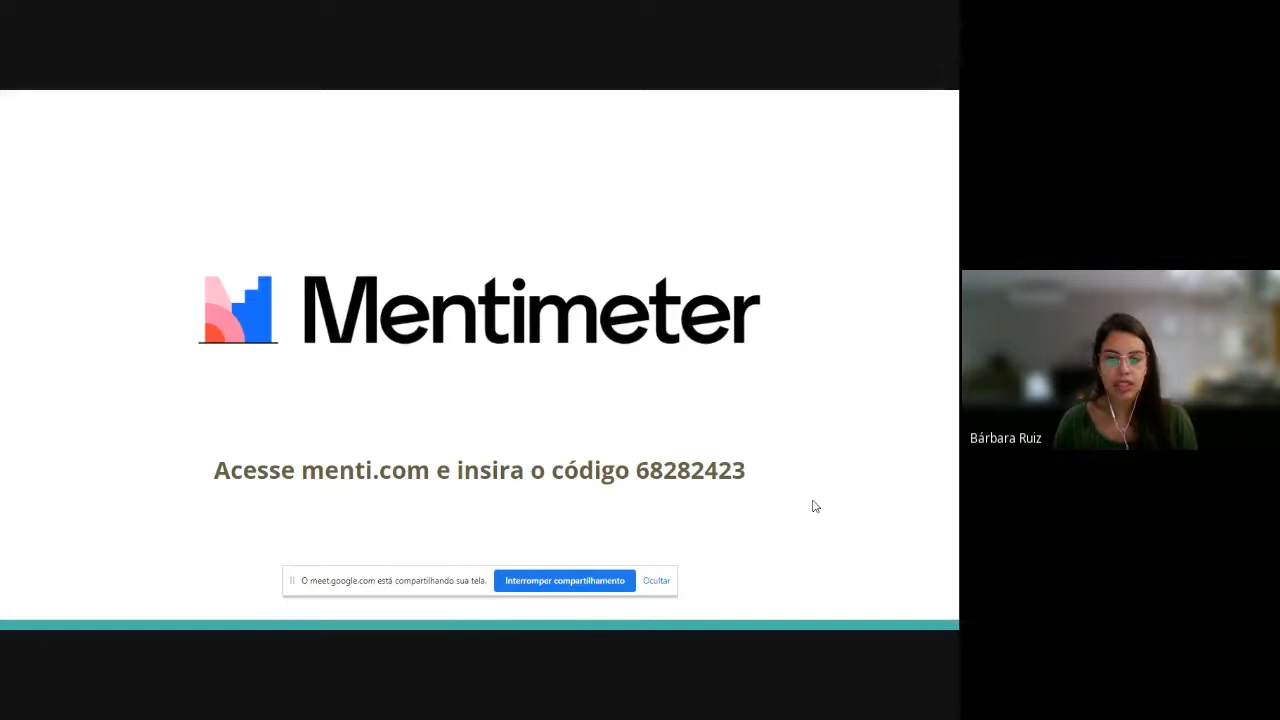 Mentimeter
Bárbara Ruiz
Acesse menti.com e insira o código 68282423
O meet.google.com está compartilhando sua tela. Interromper compartilhamento Ocultar